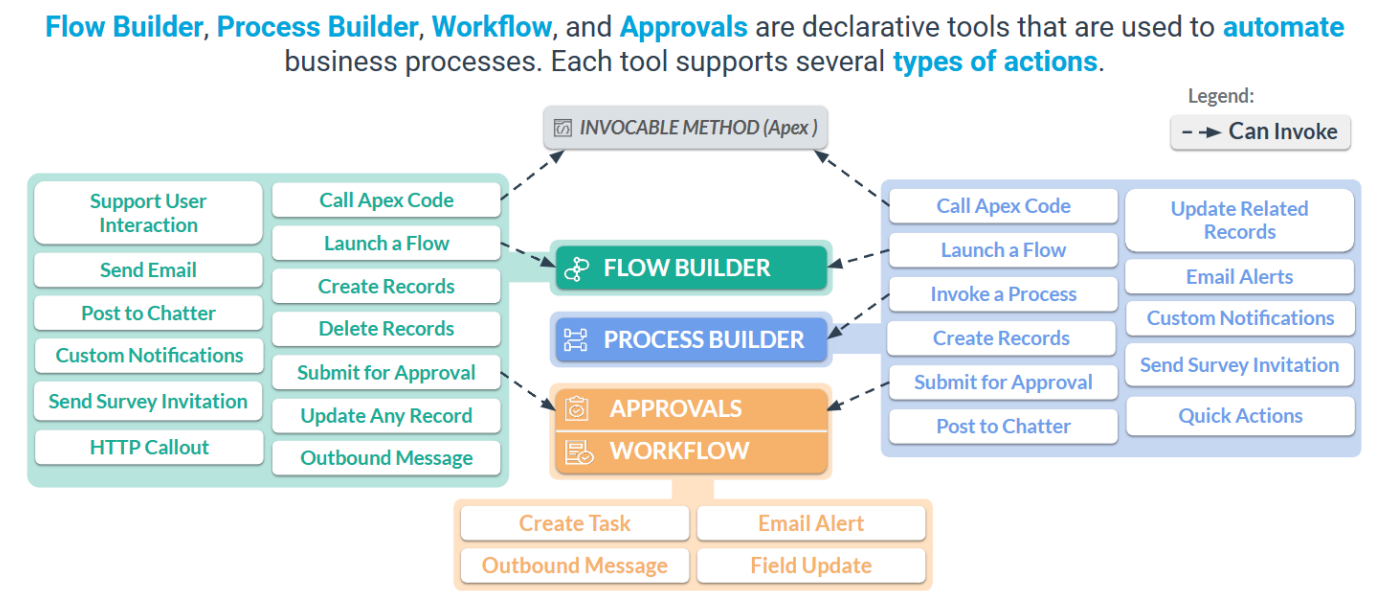 Flow Builder, Process Builder, Workflow, and Approvals are declarative tools that are used to automate
business processes. Each tool supports several types of actions.
Legend:
Can Invoke
INVOCABLE METHOD (Apex )
Support User
Interaction
Send Email
Post to Chatter
Custom Notifications
Send Survey Invitation
HTTP Callout
Call Apex Code
Launch a Flow
Create Records
Delete Records
Submit for Approval
Update Any Record
Outbound Message
FLOW BUILDER
PROCESS BUILDER
APPROVALS
WORKFLOW
Call Apex Code
Launch a Flow
Invoke a Process
Create Records
Submit for Approval
Post to Chatter
Update Related
Records
Email Alerts
Custom Notifications
Send Survey Invitation
Quick Actions
Create Task
Email Alert
Outbound Message
Field Update